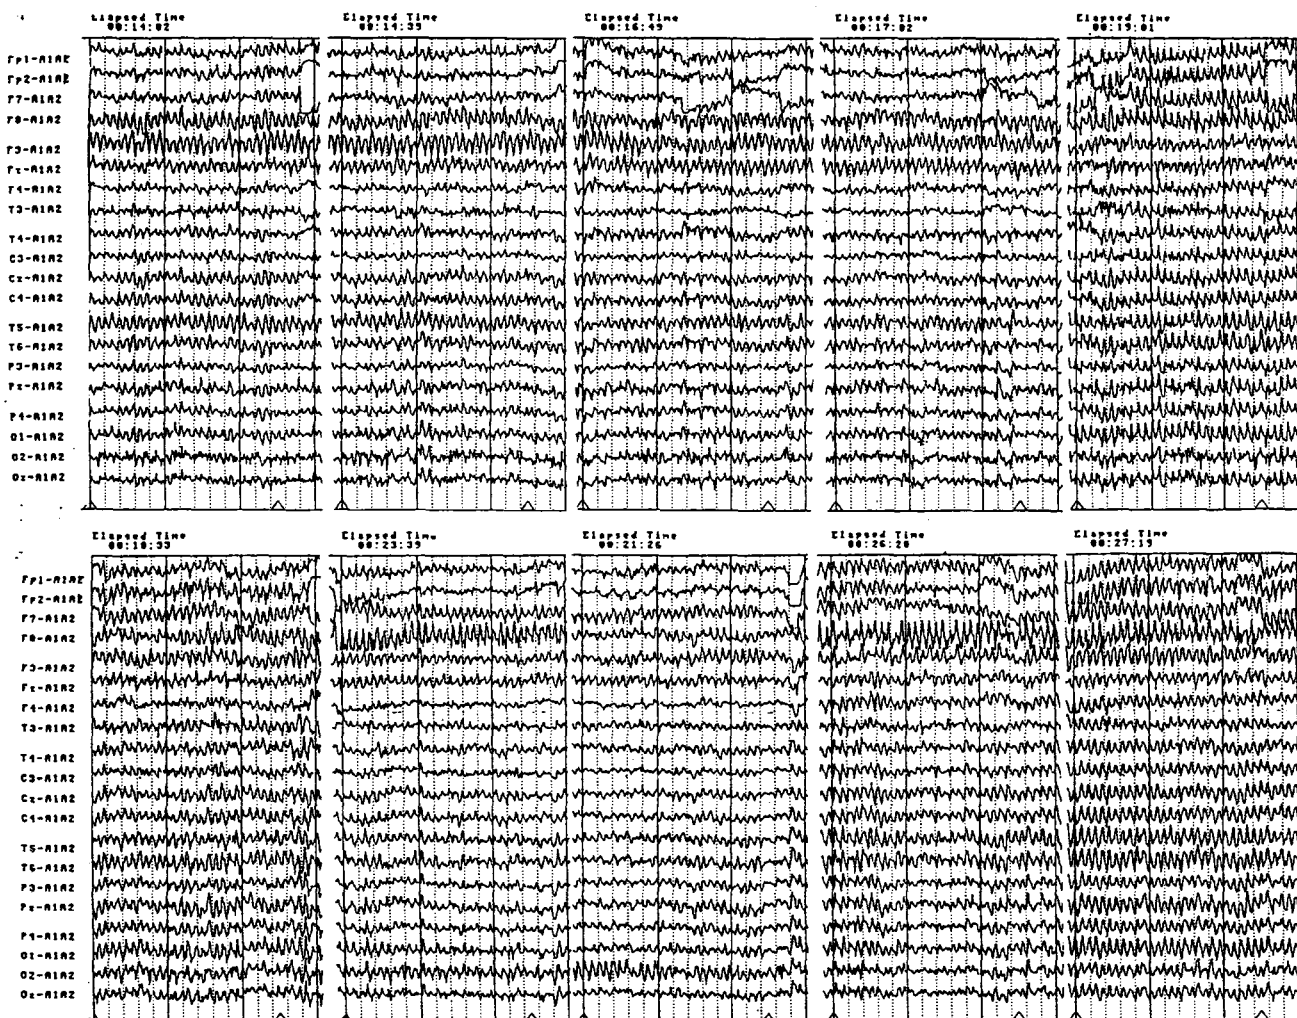 Elapsed Time Elapsed Time Elapsed Time Elapsed Time Elapsed Time
00:14:02 00:14:39 00:16:49 00:17:02 00:19:01
Fp1-A1A2
Fp2-A1A2
F7-A1A2
F8-A1A2
F3-A1A2
Fz-A1A2
F4-A1A2
T3-A1A2
T4-A1A2
C3-A1A2
Cz-A1A2
C4-A1A2
T5-A1A2
T6-A1A2
P3-A1A2
Pz-A1A2
P4-A1A2
O1-A1A2
O2-A1A2
Oz-A1A2
Elapsed Time Elapsed Time Elapsed Time Elapsed Time Elapsed Time
00:23:39 00:21:26 00:27:19
Fp1-A1A2
Fp2-A1A2
F7-A1A2
F8-A1A2
F3-A1A2
Fz-A1A2
F4-A1A2
T3-A1A2
T4-A1A2
C3-A1A2
Cz-A1A2
C4-A1A2
T5-A1A2
T6-A1A2
P3-A1A2
Pz-A1A2
P4-A1A2
O1-A1A2
O2-A1A2
Oz-A1A2